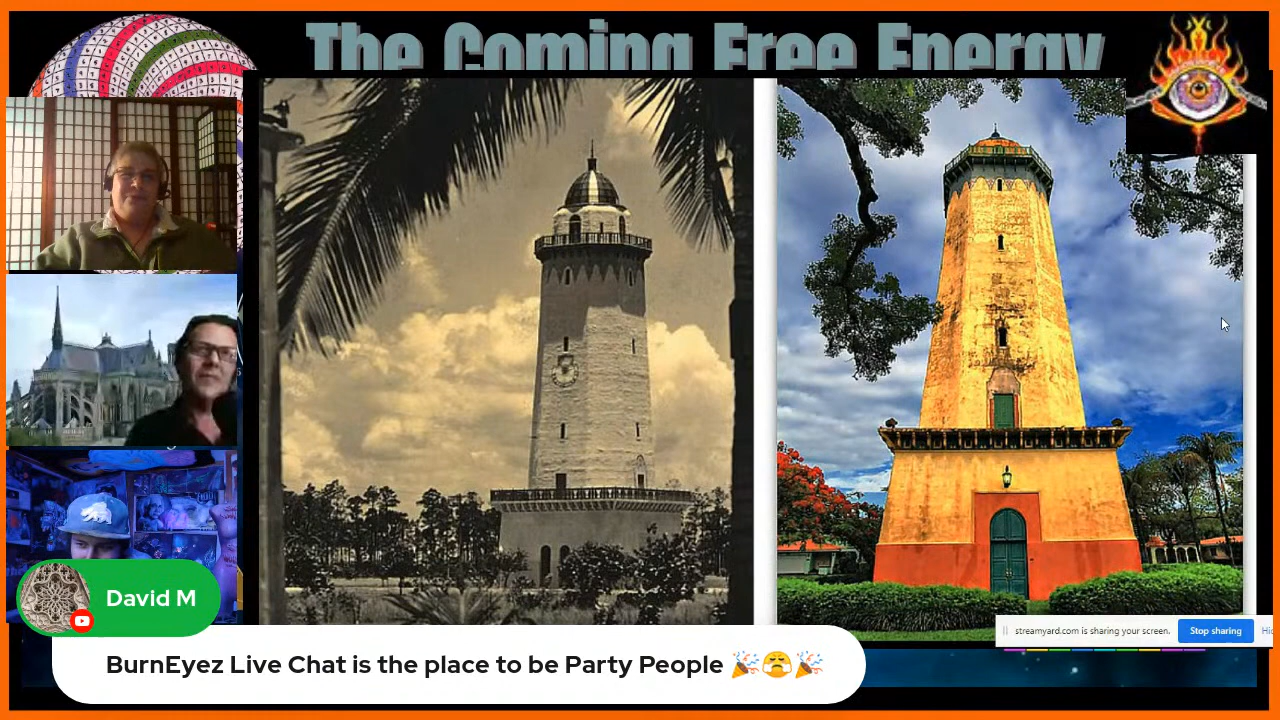 The Coming Free Energy
David M
BurnEyez Live Chat is the place to be Party People 🎉😤🎉
streamyard.com is sharing your screen.
Stop sharing